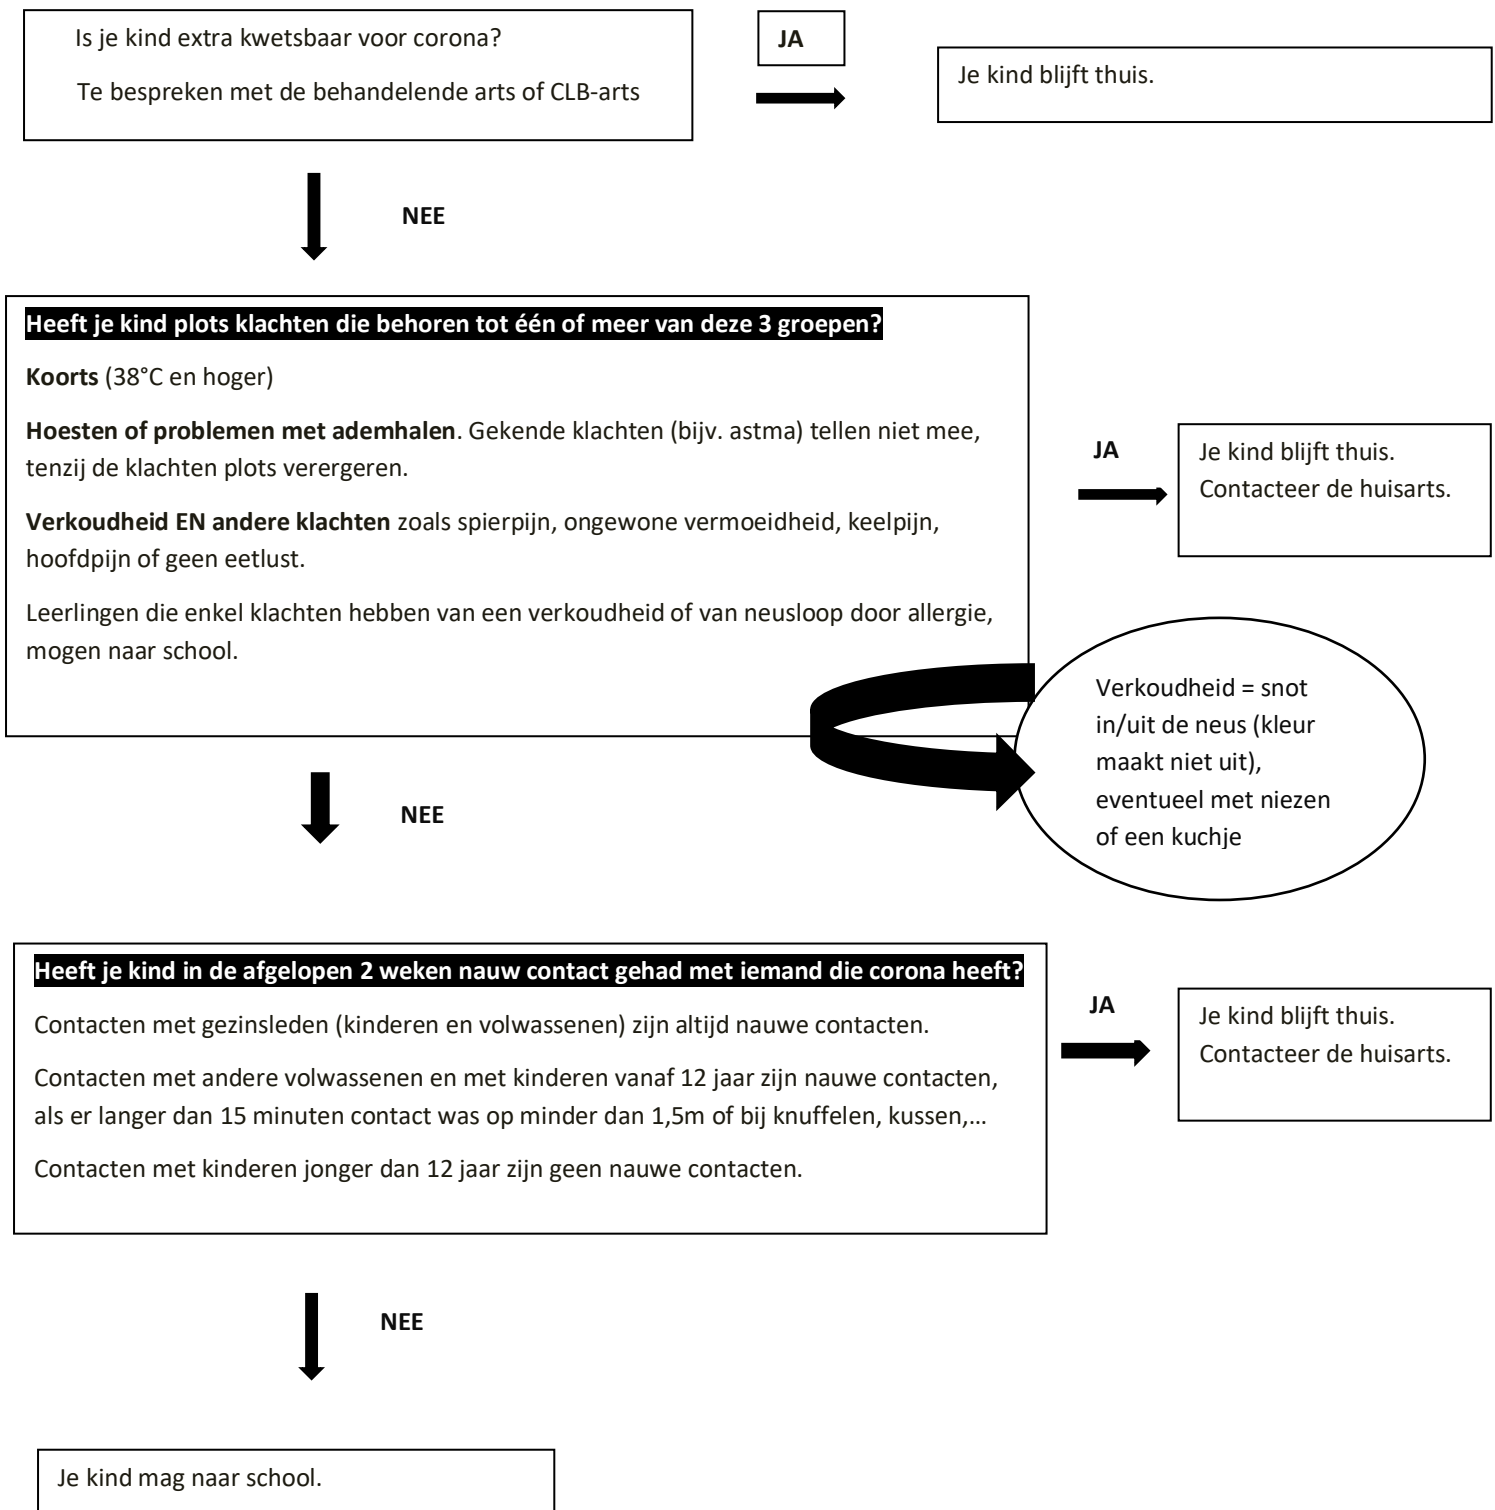 Is je kind extra kwetsbaar voor corona?
Te bespreken met de behandelende arts of CLB-arts
JA
Je kind blijft thuis.
NEE
Heeft je kind plots klachten die behoren tot één of meer van deze 3 groepen?
Koorts (38°C en hoger)
Hoesten of problemen met ademhalen. Gekende klachten (bijv. astma) tellen niet mee,
tenzij de klachten plots verergeren.
Verkoudheid EN andere klachten zoals spierpijn, ongewone vermoeidheid, keelpijn,
hoofdpijn of geen eetlust.
Leerlingen die enkel klachten hebben van een verkoudheid of van neusloop door allergie,
mogen naar school.
JA
Je kind blijft thuis.
Contacteer de huisarts.
Verkoudheid = snot
in/uit de neus (kleur
maakt niet uit),
eventueel met niezen
of een kuchje
NEE
Heeft je kind in de afgelopen 2 weken nauw contact gehad met iemand die corona heeft?
Contacten met gezinsleden (kinderen en volwassenen) zijn altijd nauwe contacten.
Contacten met andere volwassenen en met kinderen vanaf 12 jaar zijn nauwe contacten,
als er langer dan 15 minuten contact was op minder dan 1,5m of bij knuffelen, kussen,…
Contacten met kinderen jonger dan 12 jaar zijn geen nauwe contacten.
JA
Je kind blijft thuis.
Contacteer de huisarts.
NEE
Je kind mag naar school.